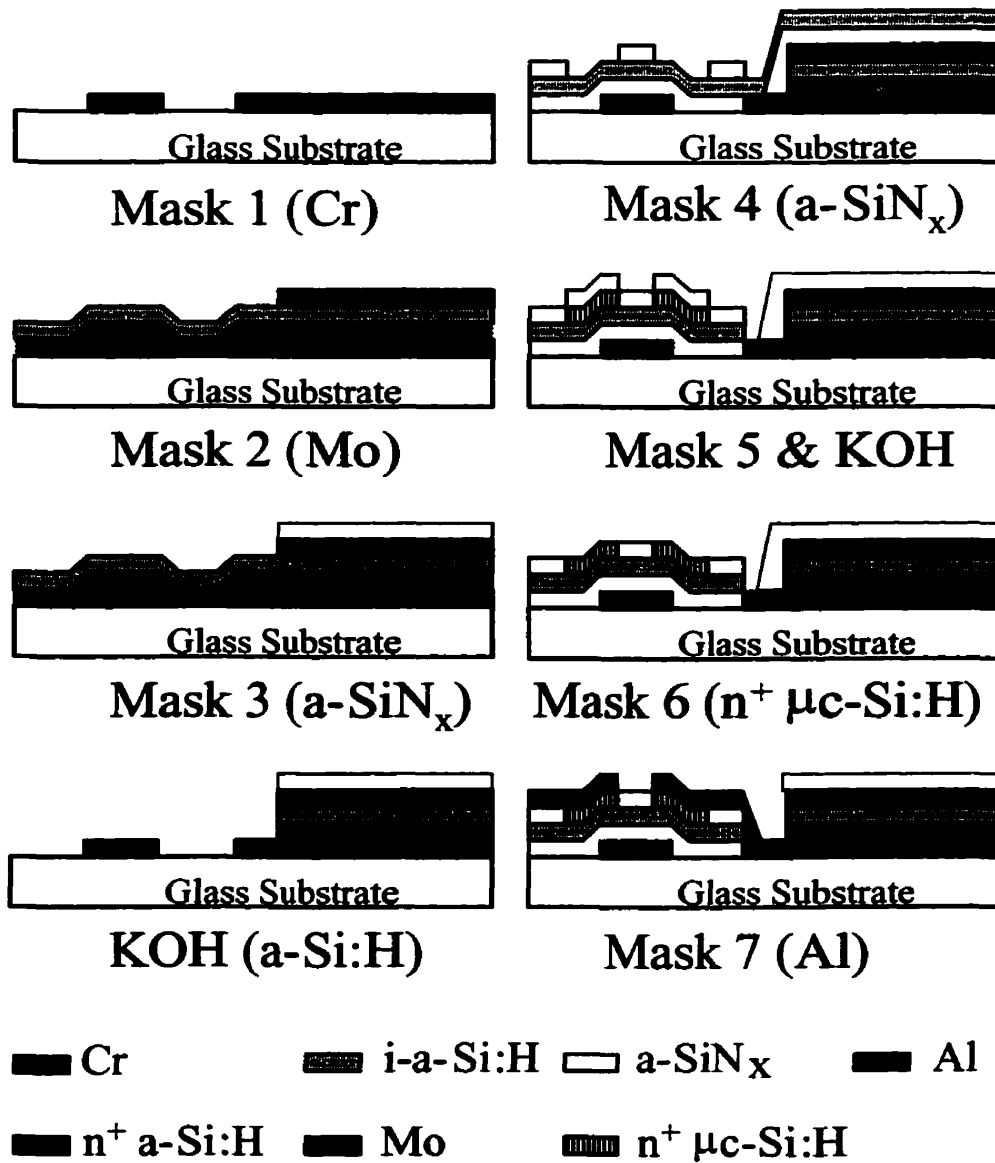 Glass Substrate
Mask 1 (Cr)
Glass Substrate
Mask 2 (Mo)
Glass Substrate
Mask 3 (a-SiNx)
Glass Substrate
KOH (a-Si:H)
Glass Substrate
Mask 4 (a-SiNx)
Glass Substrate
Mask 5 & KOH
Glass Substrate
Mask 6 (n+ μc-Si:H)
Glass Substrate
Mask 7 (Al)
Cr i-a-Si:H a-SiNx Al
n+ a-Si:H Mo n+ μc-Si:H